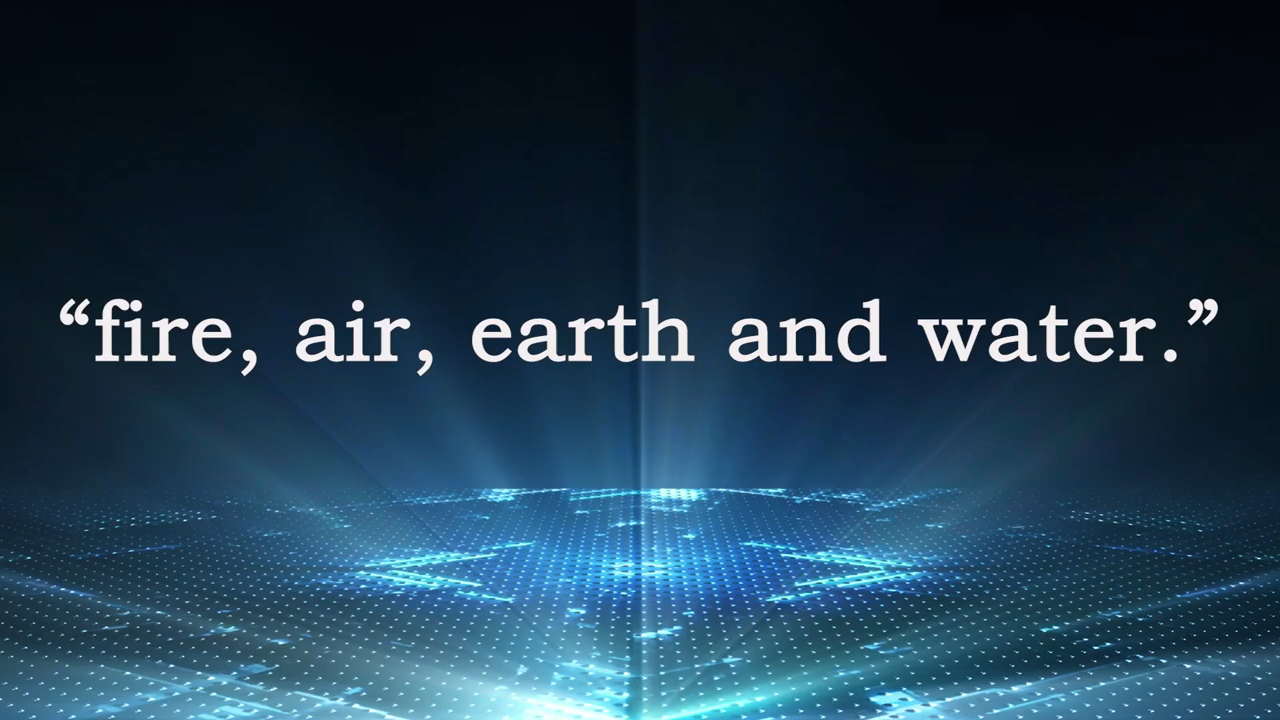 “fire, air, earth and water.”